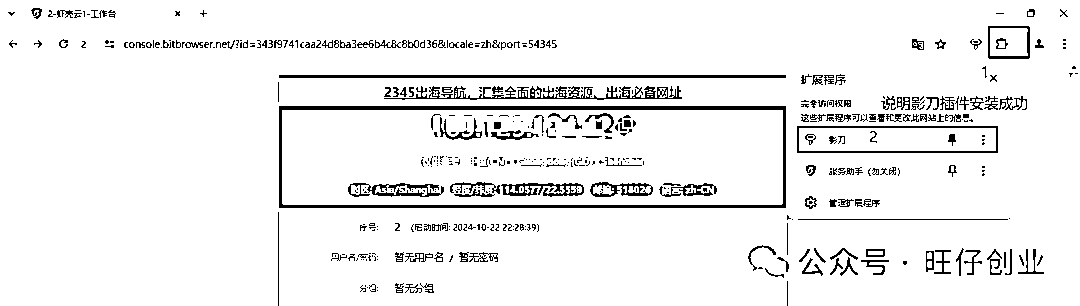 2-虾壳云1-工作台
2 console.bitbrowser.net/?id=343f9741caa24d8ba3ee6b4c8c8b0d36&locale=zh&port=54345
1
扩展程序
2345出海导航，汇集全面的出海资源，出海必备网址
完全访问权限
说明影刀插件安装成功
这些扩展程序可以查看和更改此网站上的信息。
影刀 2
服务助手 (勿关闭)
时区: Asia/Shanghai 经度/纬度: 114.0577/22.5559 邮编: 518026 语言: zh-CN
管理扩展程序
序号: 2 (启动时间: 2024-10-22 22:28:39)
用户名/密码: 暂无用户名 / 暂无密码
分组: 暂无分组
公众号 · 旺仔创业